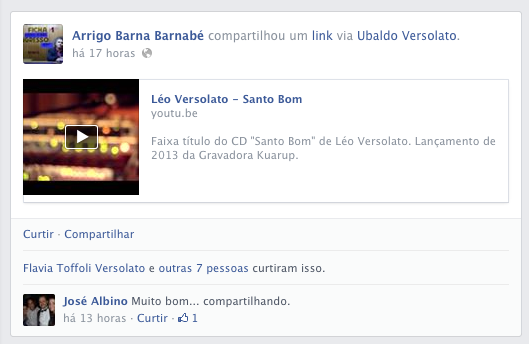 Arrigo Barna Barnabé compartilhou um link via Ubaldo Versolato.
há 17 horas
Léo Versolato - Santo Bom
youtu.be
Faixa título do CD "Santo Bom" de Léo Versolato. Lançamento de
2013 da Gravadora Kuarup.
Curtir · Compartilhar
Flavia Toffoli Versolato e outras 7 pessoas curtiram isso.
José Albino Muito bom... compartilhando.
há 13 horas · Curtir · 1